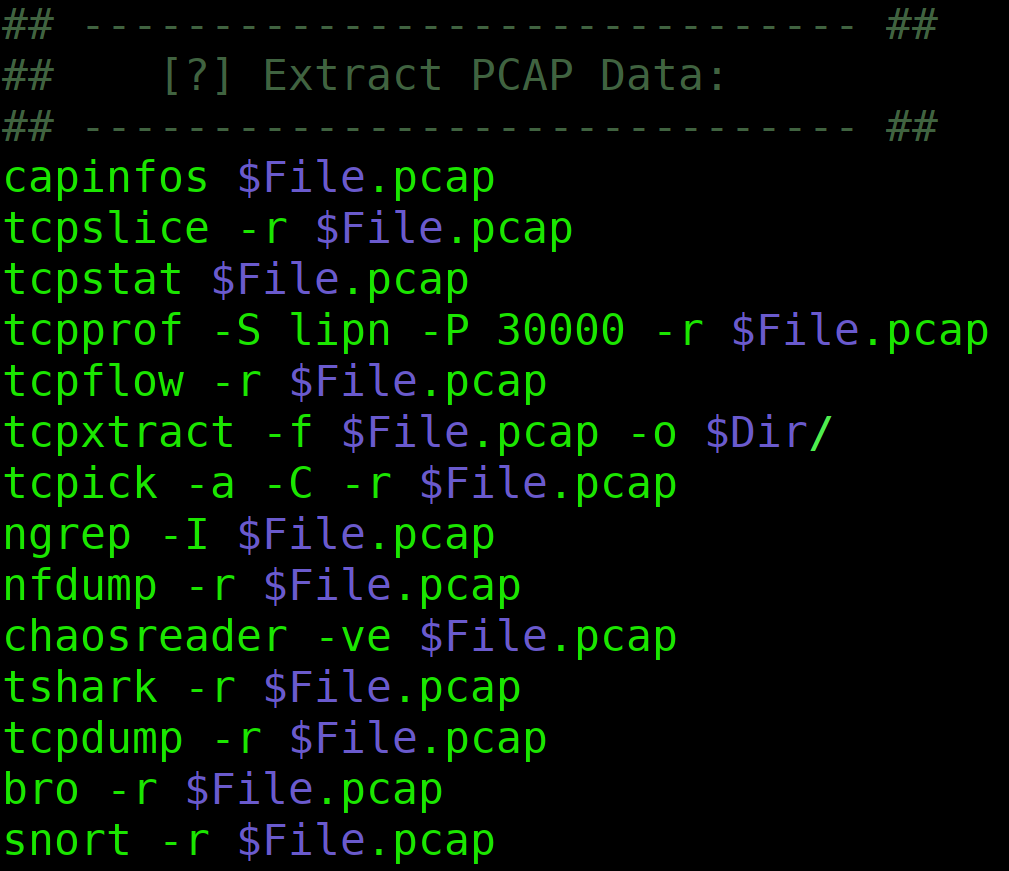 ## ------------------------------ ##
##    [?] Extract PCAP Data:
## ------------------------------ ##
capinfos $File.pcap
tcpslice -r $File.pcap
tcpstat $File.pcap
tcpprof -S lipn -P 30000 -r $File.pcap
tcpflow -r $File.pcap
tcpxtract -f $File.pcap -o $Dir/
tcpick -a -C -r $File.pcap
ngrep -I $File.pcap
nfdump -r $File.pcap
chaosreader -ve $File.pcap
tshark -r $File.pcap
tcpdump -r $File.pcap
bro -r $File.pcap
snort -r $File.pcap